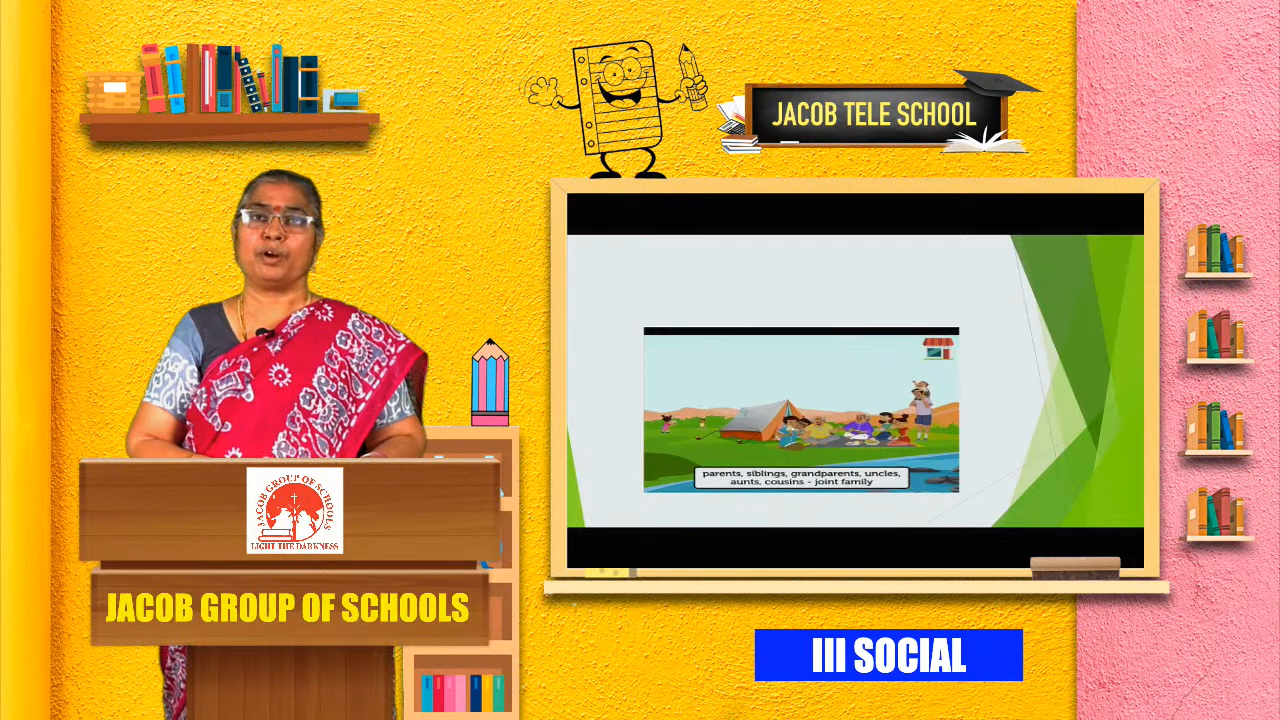 JACOB TELE SCHOOL
parents, siblings, grandparents, uncles,
aunts, cousins - joint family
JACOB GROUP OF SCHOOLS
LIGHT THE DARKNESS
JACOB GROUP OF SCHOOLS
III SOCIAL